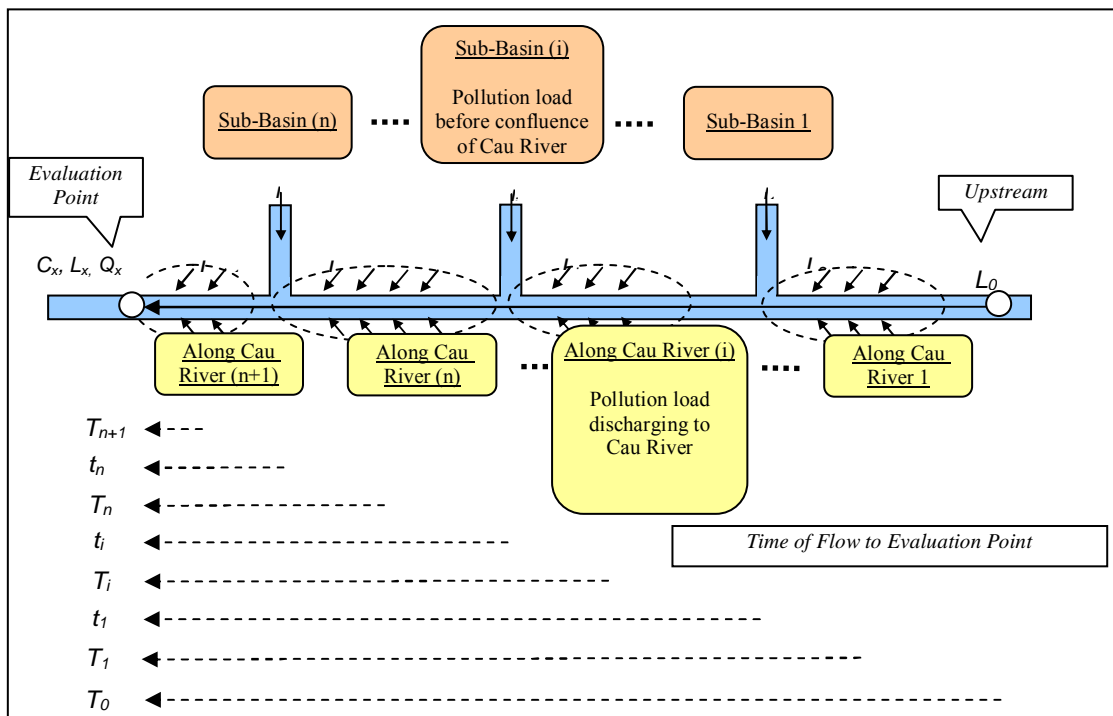 Sub-Basin (i)
Pollution load
before confluence
of Cau River
Sub-Basin (n)
Sub-Basin 1
Evaluation
Point
Upstream
Cx, Lx, Qx
L0
Along Cau
River (n+1)
Along Cau
River (n)
Along Cau River (i)
Pollution load
discharging to
Cau River
Along Cau
River 1
Tn+1
tn
Tn
ti
Time of Flow to Evaluation Point
Ti
t1
T1
T0